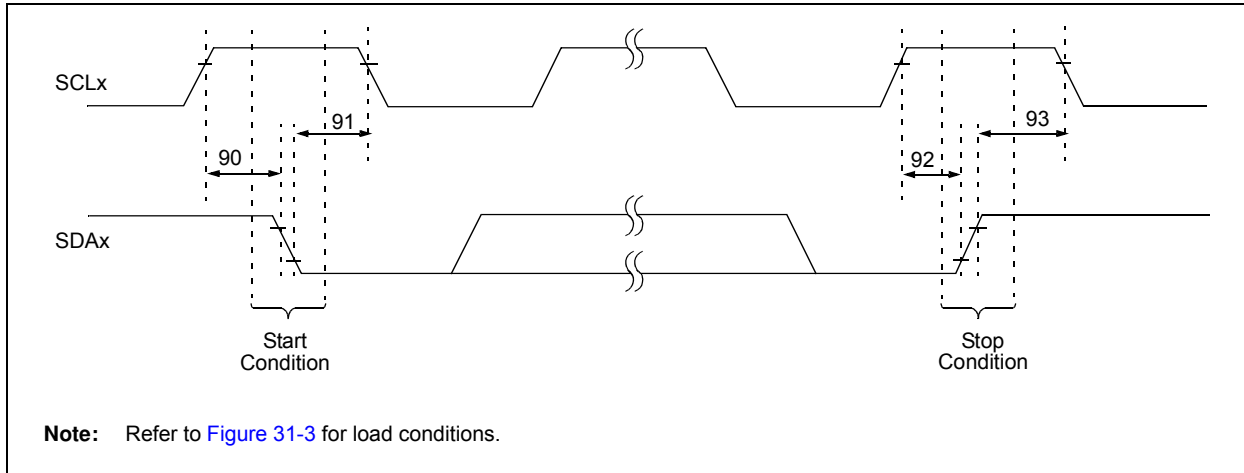 SCLx
91
93
90
92
SDAx
Start
Condition
Stop
Condition
Note: Refer to Figure 31-3 for load conditions.